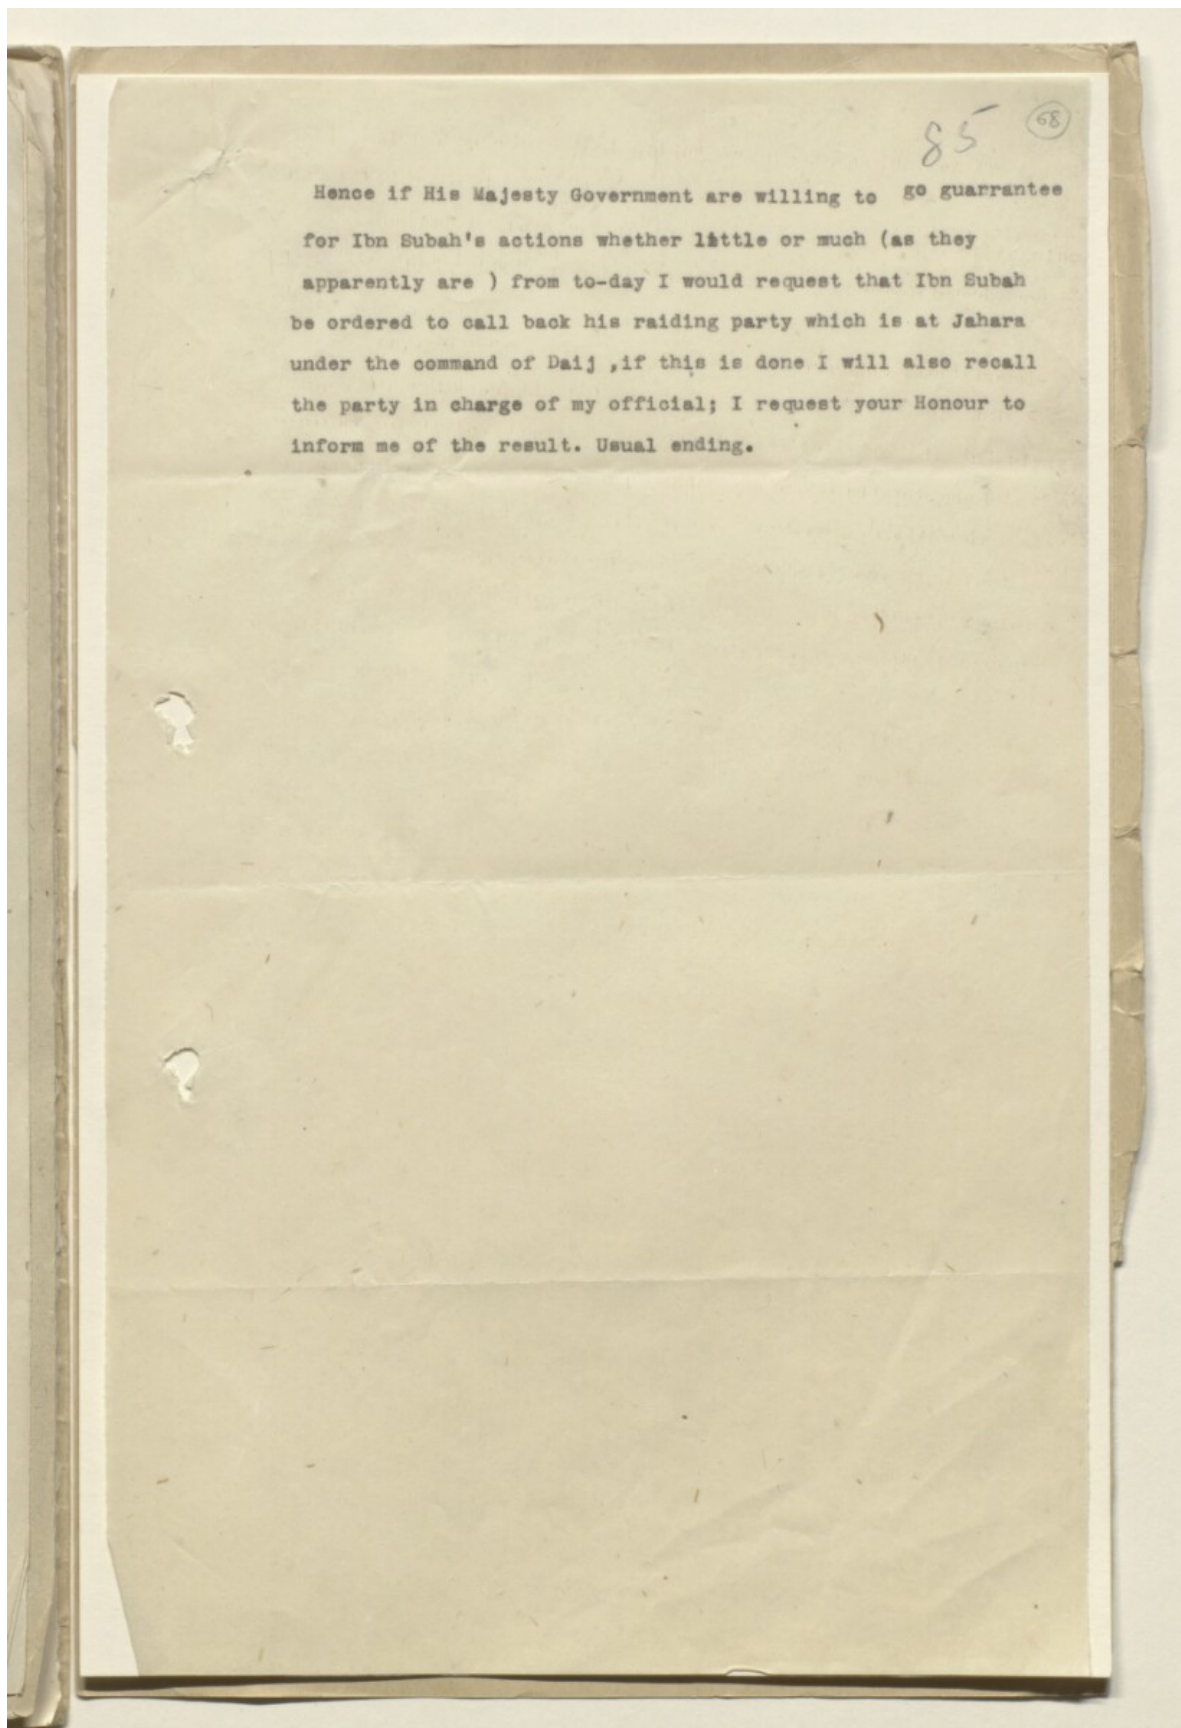 85 68
Hence if His Majesty Government are willing to go guarrantee
for Ibn Subah's actions whether little or much (as they
apparently are ) from to-day I would request that Ibn Subah
be ordered to call back his raiding party which is at Jahara
under the command of Daij ,if this is done I will also recall
the party in charge of my official; I request your Honour to
inform me of the result. Usual ending.